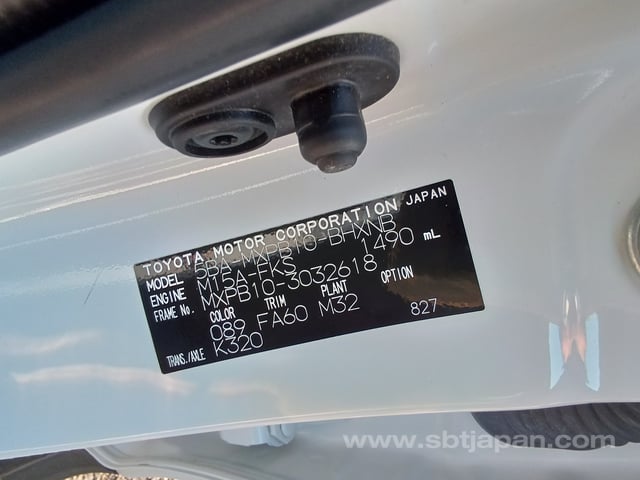 TOYOTA MOTOR CORPORATION JAPAN
MODEL 5BA-MXPB10-BHXNB
ENGINE M15A-FKS 1490 mL
FRAME No. MXPB10-3032618
COLOR TRIM PLANT OPTION
089 FA60 M32
TRANS./AXLE K320 827
www.sbtjapan.com